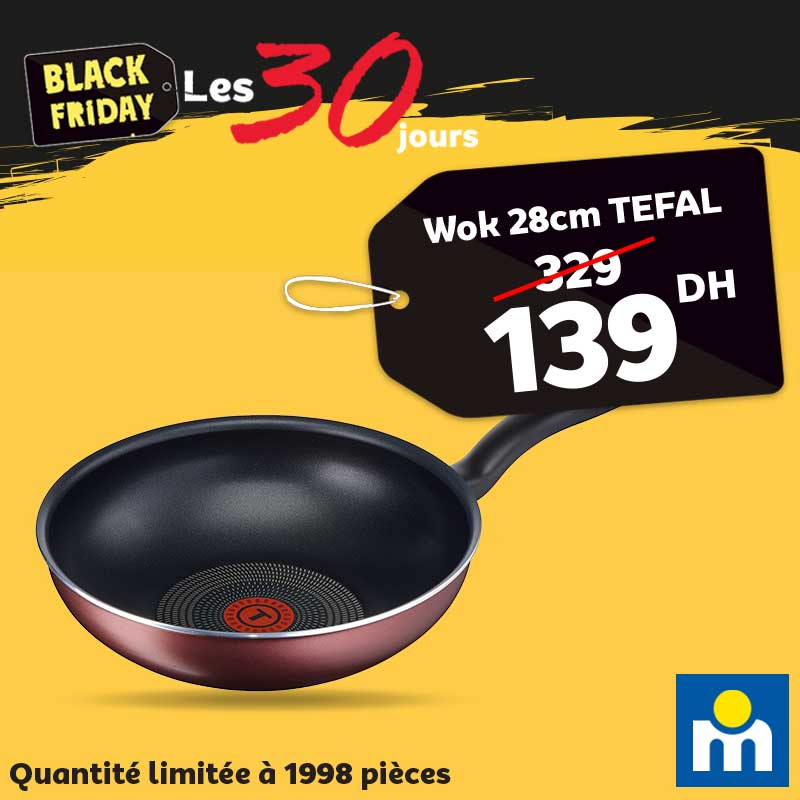 BLACK
FRIDAY
Les 30 jours
Wok 28cm TEFAL
329
139 DH
T
Quantité limitée à 1998 pièces
m